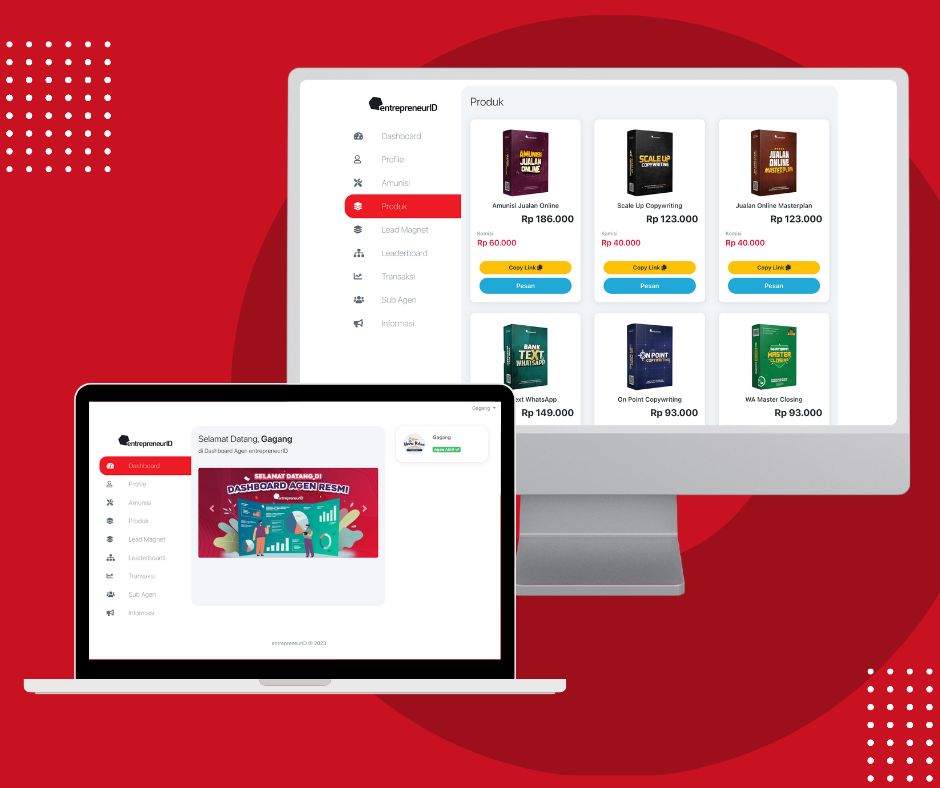 entrepreneurID
Dashboard
Profile
Amunisi
Produk
Lead Magnet
Leaderboard
Transaksi
Sub Agen
Informasi
Produk
AMUNISI
JUALAN
ONLINE
Amunisi Jualan Online
Rp 186.000
Komisi
Rp 60.000
Copy Link
Pesan
SCALE UP
COPYWRITING
Scale Up Copywriting
Rp 123.000
Komisi
Rp 40.000
Copy Link
Pesan
JUALAN
ONLINE
MASTERPLAN
Jualan Online Masterplan
Rp 123.000
Komisi
Rp 40.000
Copy Link
Pesan
BANK
TEXT
WHATSAPP
Text WhatsApp
Rp 149.000
ON POINT
COPYWRITING
On Point Copywriting
Rp 93.000
WHATSAPP
MASTER
CLOSING
WA Master Closing
Rp 93.000
Gagang
entrepreneurID
Dashboard
Profile
Amunisi
Produk
Lead Magnet
Leaderboard
Transaksi
Sub Agen
Informasi
Selamat Datang, Gagang
di Dashboard Agen entrepreneurID
SELAMAT DATANG DI
DASHBOARD AGEN RESMI
entrepreneurID
Gagang
Agen Aktif
entrepreneurID © 2023